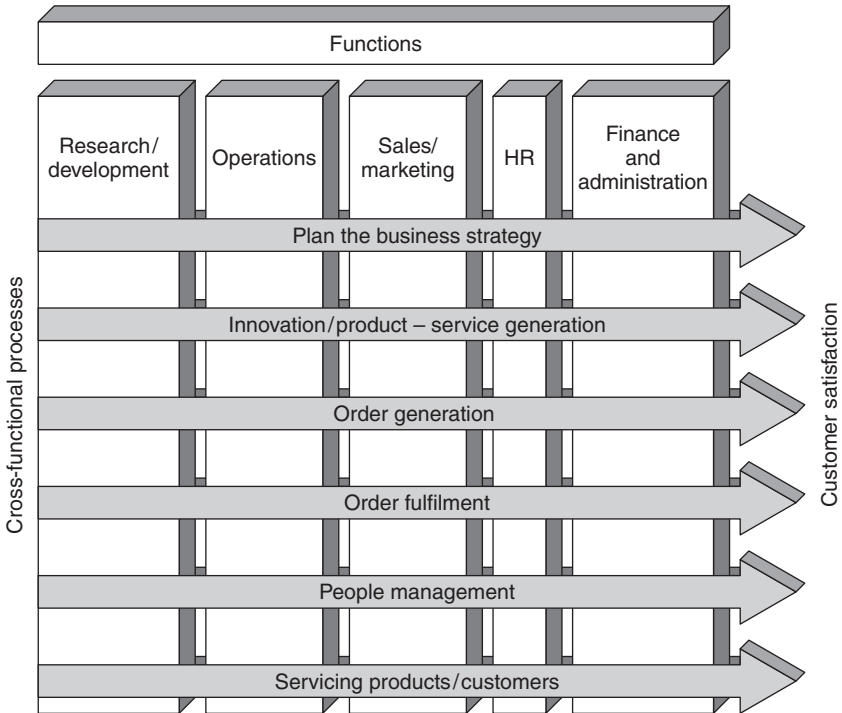 Functions
Research/
development
Operations
Sales/
marketing
HR
Finance
and
administration
Plan the business strategy
Innovation/product – service generation
Order generation
Order fulfilment
People management
Servicing products/customers
Cross-functional processes
Customer satisfaction